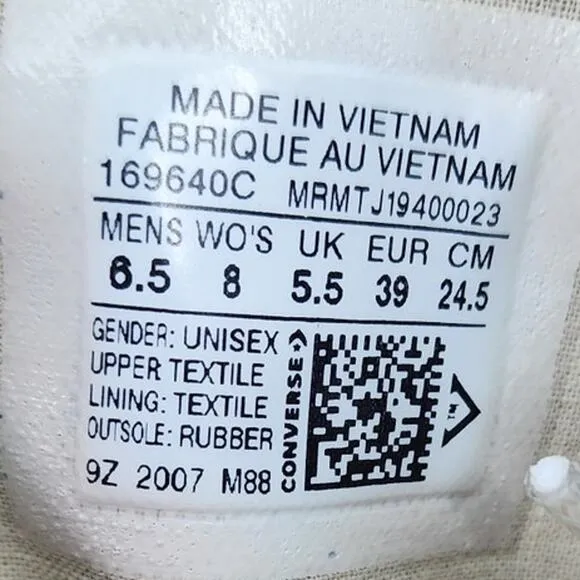 MADE IN VIETNAM
FABRIQUE AU VIETNAM
169640C MRMTJ19400023
MENS WO'S UK EUR CM
6.5 8 5.5 39 24.5
GENDER: UNISEX
UPPER TEXTILE
LINING: TEXTILE
OUTSOLE: RUBBER
9Z 2007 M88
CONVERSE
TM